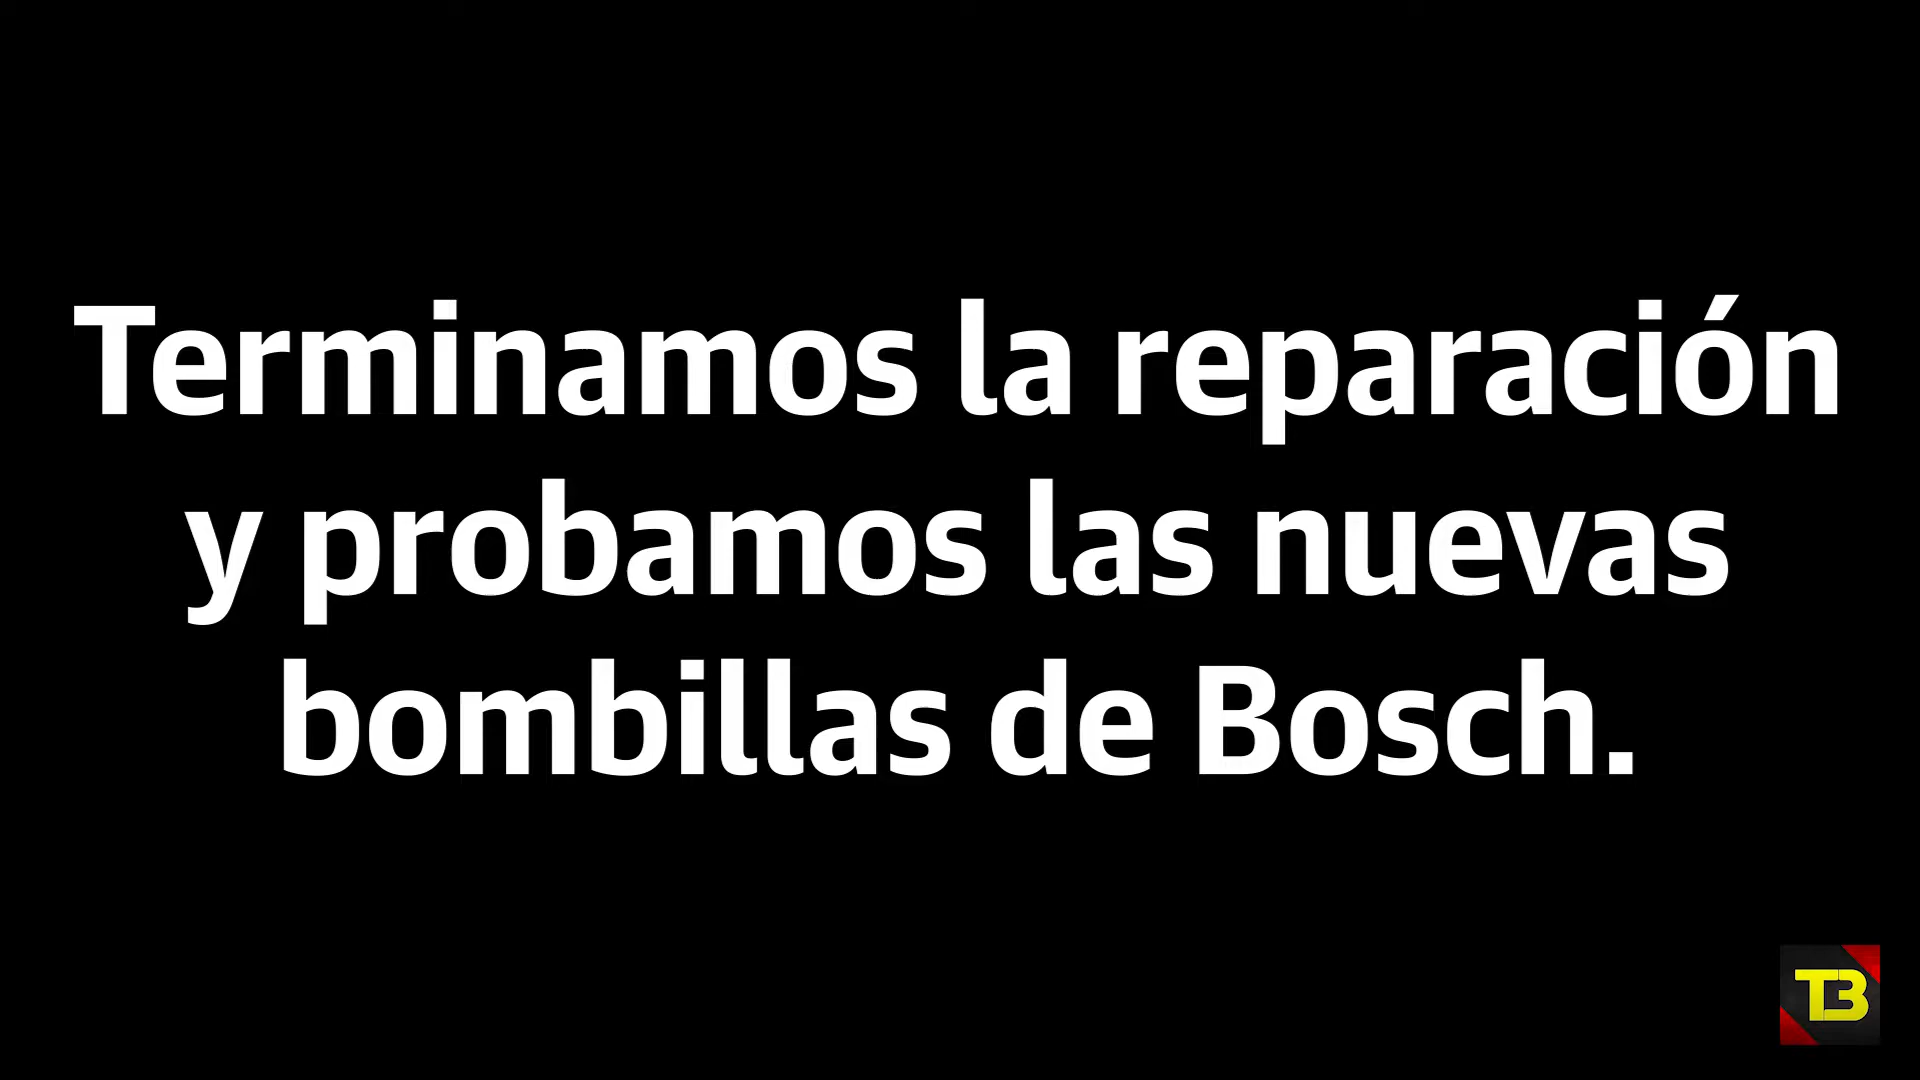 Terminamos la reparación
y probamos las nuevas
bombillas de Bosch.
TB